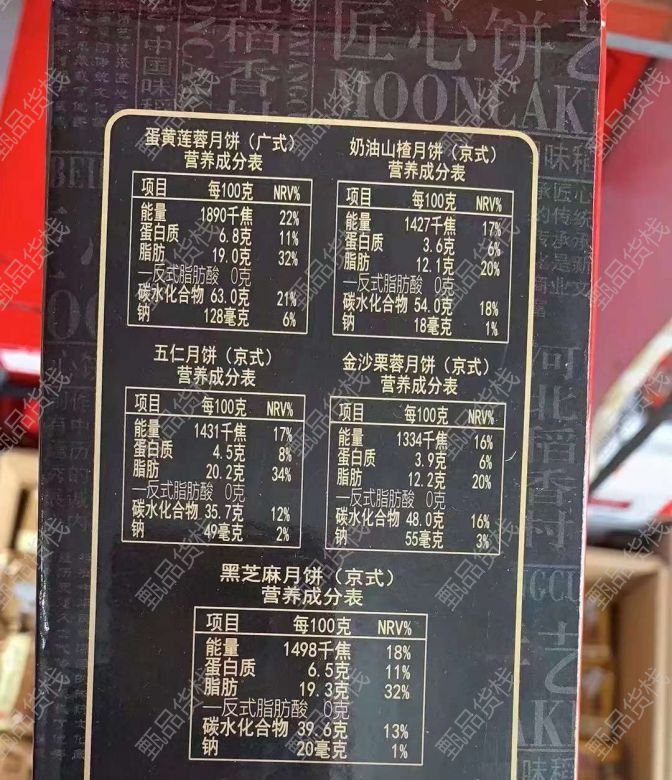 北稻香村
匠心饼艺
中国味稻
MOONCAKE
蛋黄莲蓉月饼（广式）
营养成分表
项目 每100克 NRV%
能量 1890千焦 22%
蛋白质 6.8克 11%
脂肪 19.0克 32%
—反式脂肪酸 0克
碳水化合物 63.0克 21%
钠 128毫克 6%
奶油山楂月饼（京式）
营养成分表
项目 每100克 NRV%
能量 1427千焦 17%
蛋白质 3.6克 6%
脂肪 12.1克 20%
—反式脂肪酸 0克
碳水化合物 54.0克 18%
钠 18毫克 1%
五仁月饼（京式）
营养成分表
项目 每100克 NRV%
能量 1431千焦 17%
蛋白质 4.5克 8%
脂肪 20.2克 34%
—反式脂肪酸 0克
碳水化合物 35.7克 12%
钠 49毫克 2%
金沙栗蓉月饼（京式）
营养成分表
项目 每100克 NRV%
能量 1334千焦 16%
蛋白质 3.9克 6%
脂肪 12.2克 20%
—反式脂肪酸 0克
碳水化合物 48.0克 16%
钠 55毫克 3%
黑芝麻月饼（京式）
营养成分表
项目 每100克 NRV%
能量 1498千焦 18%
蛋白质 6.5克 11%
脂肪 19.3克 32%
—反式脂肪酸 0克
碳水化合物 39.6克 13%
钠 20毫克 1%
河北稻香村
甄品货栈